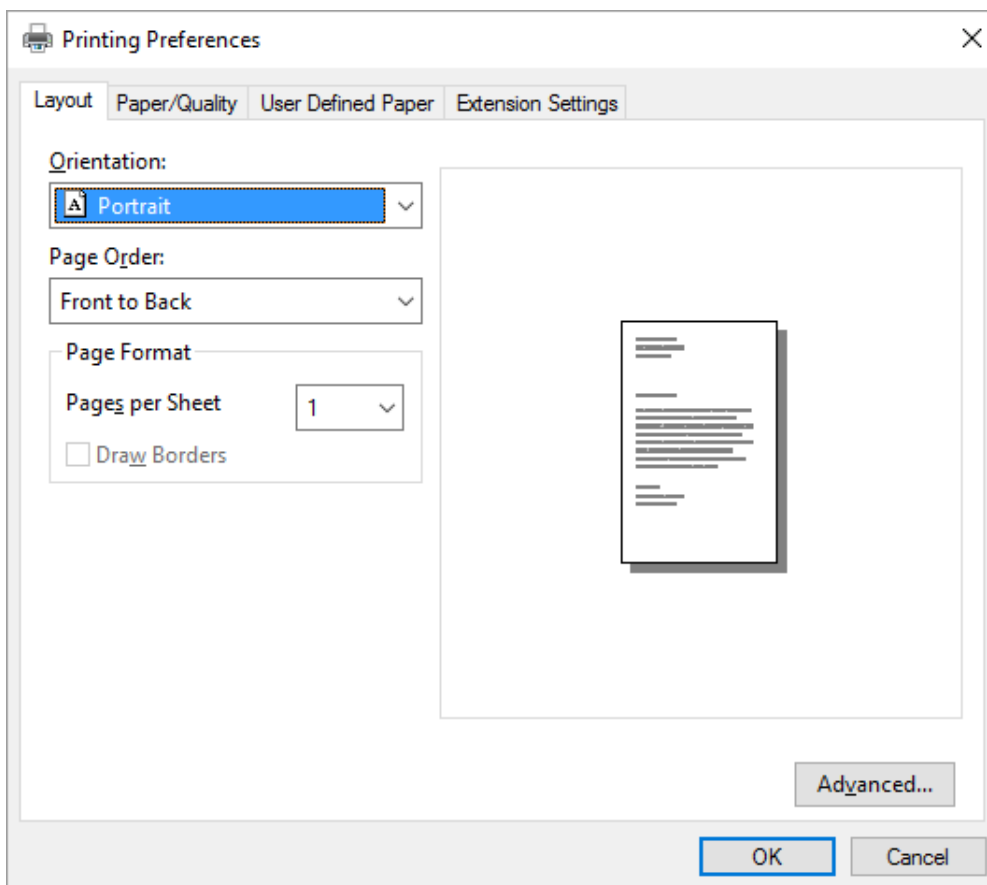 Printing Preferences
Layout Paper/Quality User Defined Paper Extension Settings
Orientation:
A Portrait
Page Order:
Front to Back
Page Format
Pages per Sheet 1
Draw Borders
Advanced...
OK Cancel